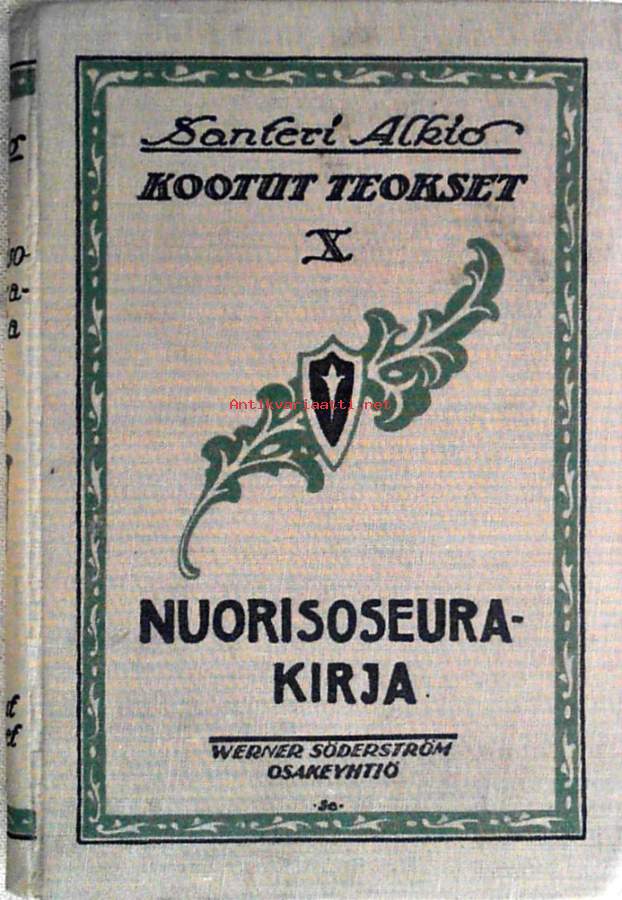 Santeri Alkio
KOOTUT TEOKSET
X
Antikvariaatti.net
NUORISOSEURA-
KIRJA
WERNER SÖDERSTRÖM
OSAKEYHTIÖ